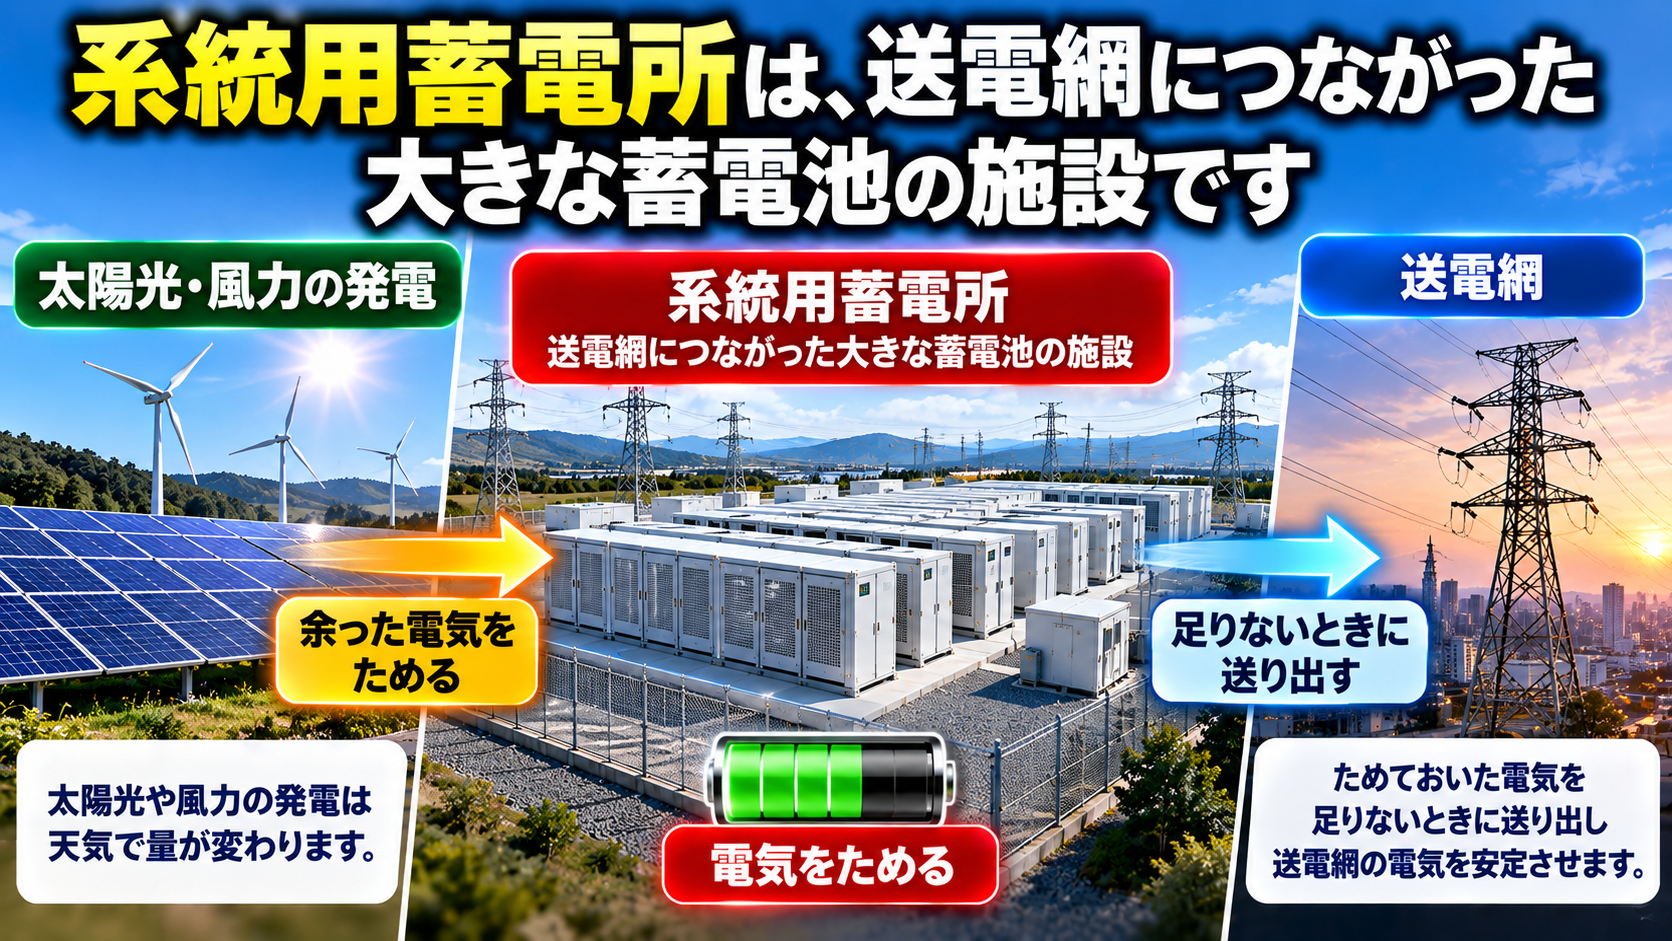 系統用蓄電所は、送電網につながった
大きな蓄電池の施設です
太陽光・風力の発電
系統用蓄電所
送電網につながった大きな蓄電池の施設
送電網
余った電気を
ためる
足りないときに
送り出す
太陽光や風力の発電は
天気で量が変わります。
電気をためる
ためておいた電気を
足りないときに送り出し
送電網の電気を安定させます。